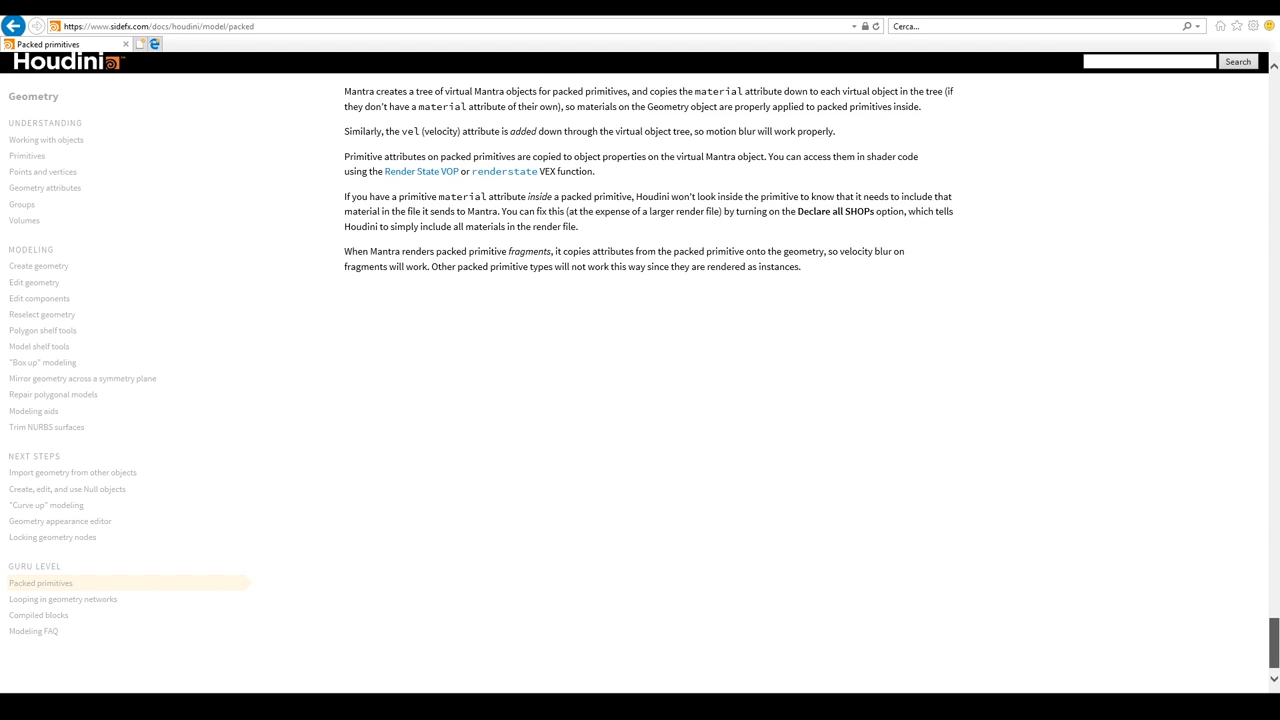 https://www.sidefx.com/docs/houdini/model/packed
Cerca...
Packed primitives
Houdini
Search
Geometry
UNDERSTANDING
Working with objects
Primitives
Points and vertices
Geometry attributes
Groups
Volumes
MODELING
Create geometry
Edit geometry
Edit components
Reselect geometry
Polygon shelf tools
Model shelf tools
"Box up" modeling
Mirror geometry across a symmetry plane
Repair polygonal models
Modeling aids
Trim NURBS surfaces
NEXT STEPS
Import geometry from other objects
Create, edit, and use Null objects
"Curve up" modeling
Geometry appearance editor
Locking geometry nodes
GURU LEVEL
Packed primitives
Looping in geometry networks
Compiled blocks
Modeling FAQ
Mantra creates a tree of virtual Mantra objects for packed primitives, and copies the material attribute down to each virtual object in the tree (if
they don't have a material attribute of their own), so materials on the Geometry object are properly applied to packed primitives inside.
Similarly, the vel (velocity) attribute is added down through the virtual object tree, so motion blur will work properly.
Primitive attributes on packed primitives are copied to object properties on the virtual Mantra object. You can access them in shader code
using the Render State VOP or renderstate VEX function.
If you have a primitive material attribute inside a packed primitive, Houdini won't look inside the primitive to know that it needs to include that
material in the file it sends to Mantra. You can fix this (at the expense of a larger render file) by turning on the Declare all SHOPs option, which tells
Houdini to simply include all materials in the render file.
When Mantra renders packed primitive fragments, it copies attributes from the packed primitive onto the geometry, so velocity blur on
fragments will work. Other packed primitive types will not work this way since they are rendered as instances.